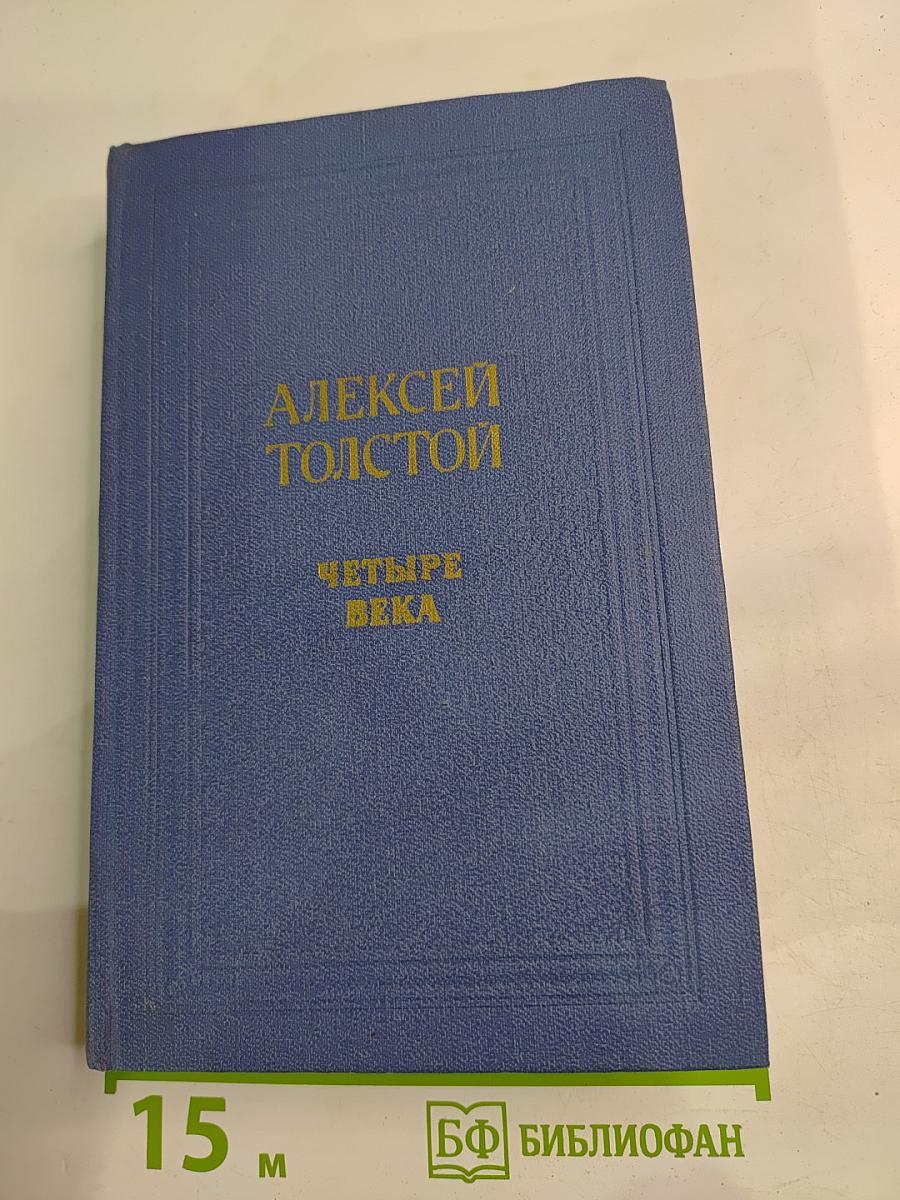 АЛЕКСЕЙ
ТОЛСТОЙ
ЧЕТЫРЕ
ВЕКА
15 м
БФ БИБЛИОФАН